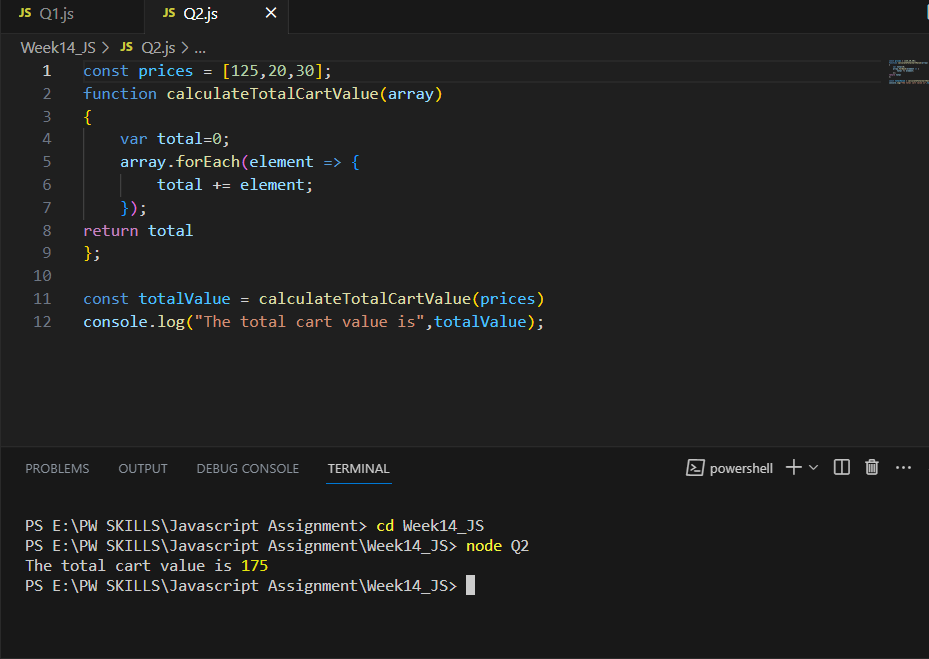 JS Q1.js JS Q2.js ×
Week14_JS > JS Q2.js > ...
1 const prices = [125,20,30];
2 function calculateTotalCartValue(array)
3 {
4     var total=0;
5     array.forEach(element => {
6         total += element;
7     });
8 return total
9 };
10
11 const totalValue = calculateTotalCartValue(prices)
12 console.log("The total cart value is",totalValue);
PROBLEMS OUTPUT DEBUG CONSOLE TERMINAL powershell
PS E:\PW SKILLS\Javascript Assignment> cd Week14_JS
PS E:\PW SKILLS\Javascript Assignment\Week14_JS> node Q2
The total cart value is 175
PS E:\PW SKILLS\Javascript Assignment\Week14_JS>